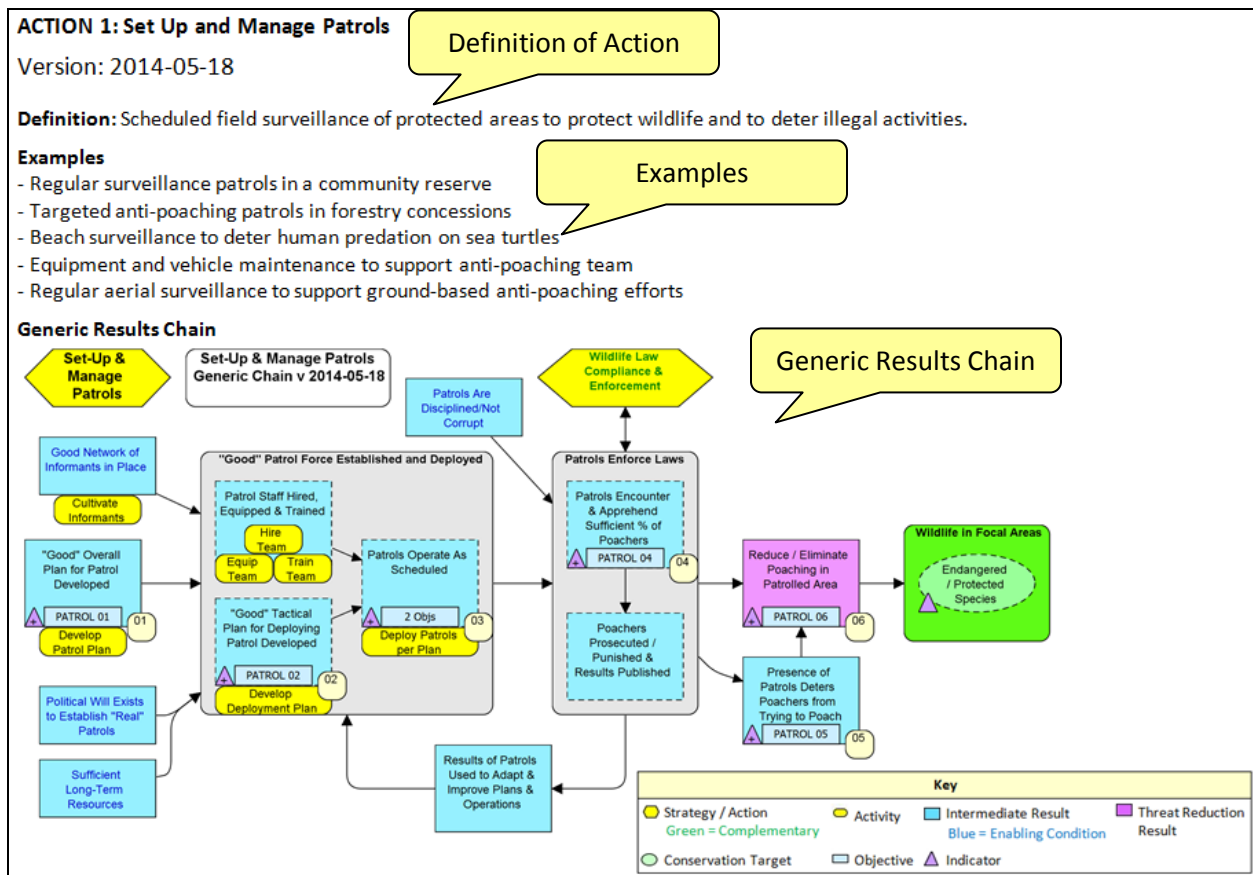 ACTION 1: Set Up and Manage Patrols
Definition of Action
Version: 2014-05-18
Definition: Scheduled field surveillance of protected areas to protect wildlife and to deter illegal activities.
Examples
Examples
- Regular surveillance patrols in a community reserve
- Targeted anti-poaching patrols in forestry concessions
- Beach surveillance to deter human predation on sea turtles
- Equipment and vehicle maintenance to support anti-poaching team
- Regular aerial surveillance to support ground-based anti-poaching efforts
Generic Results Chain
Generic Results Chain
Set-Up &
Manage
Patrols
Set-Up & Manage Patrols
Generic Chain v 2014-05-18
Wildlife Law
Compliance &
Enforcement
Patrols Are
Disciplined/Not
Corrupt
Good Network of
Informants in Place
Cultivate
Informants
"Good" Overall
Plan for Patrol
Developed
PATROL 01
01
Develop
Patrol Plan
Political Will Exists
to Establish "Real"
Patrols
Sufficient
Long-Term
Resources
"Good" Patrol Force Established and Deployed
Patrol Staff Hired,
Equipped & Trained
Hire
Team
Equip
Team
Train
Team
"Good" Tactical
Plan for Deploying
Patrol Developed
PATROL 02
02
Develop
Deployment Plan
Patrols Operate As
Scheduled
2 Objs
03
Deploy Patrols
per Plan
Patrols Enforce Laws
Patrols Encounter
& Apprehend
Sufficient % of
Poachers
PATROL 04
04
Poachers
Prosecuted /
Punished &
Results Published
Results of Patrols
Used to Adapt &
Improve Plans &
Operations
Reduce / Eliminate
Poaching in
Patrolled Area
PATROL 06
06
Presence of
Patrols Deters
Poachers from
Trying to Poach
PATROL 05
05
Wildlife in Focal Areas
Endangered
/ Protected
Species
Key
Strategy / Action
Green = Complementary
Activity
Intermediate Result
Blue = Enabling Condition
Threat Reduction
Result
Conservation Target
Objective
Indicator